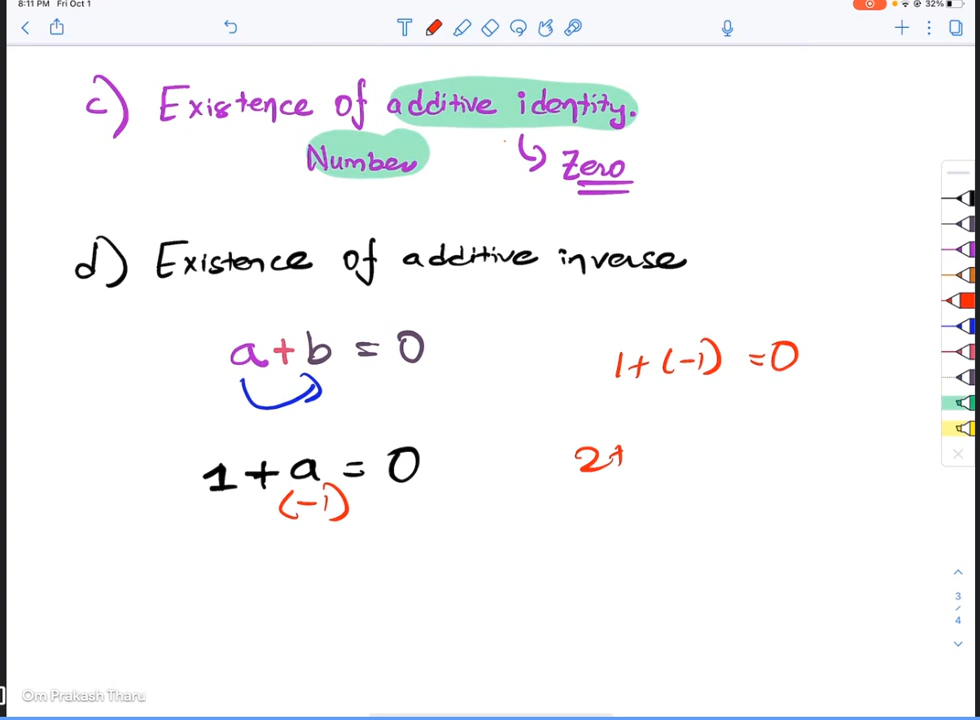 8:11 PM Fri Oct 1
32%
c) Existence of additive identity.
Number
Zero
d) Existence of additive inverse
a + b = 0
1 + (-1) = 0
1 + a = 0
2+
(-1)
3
/
4
Om Prakash Tharu